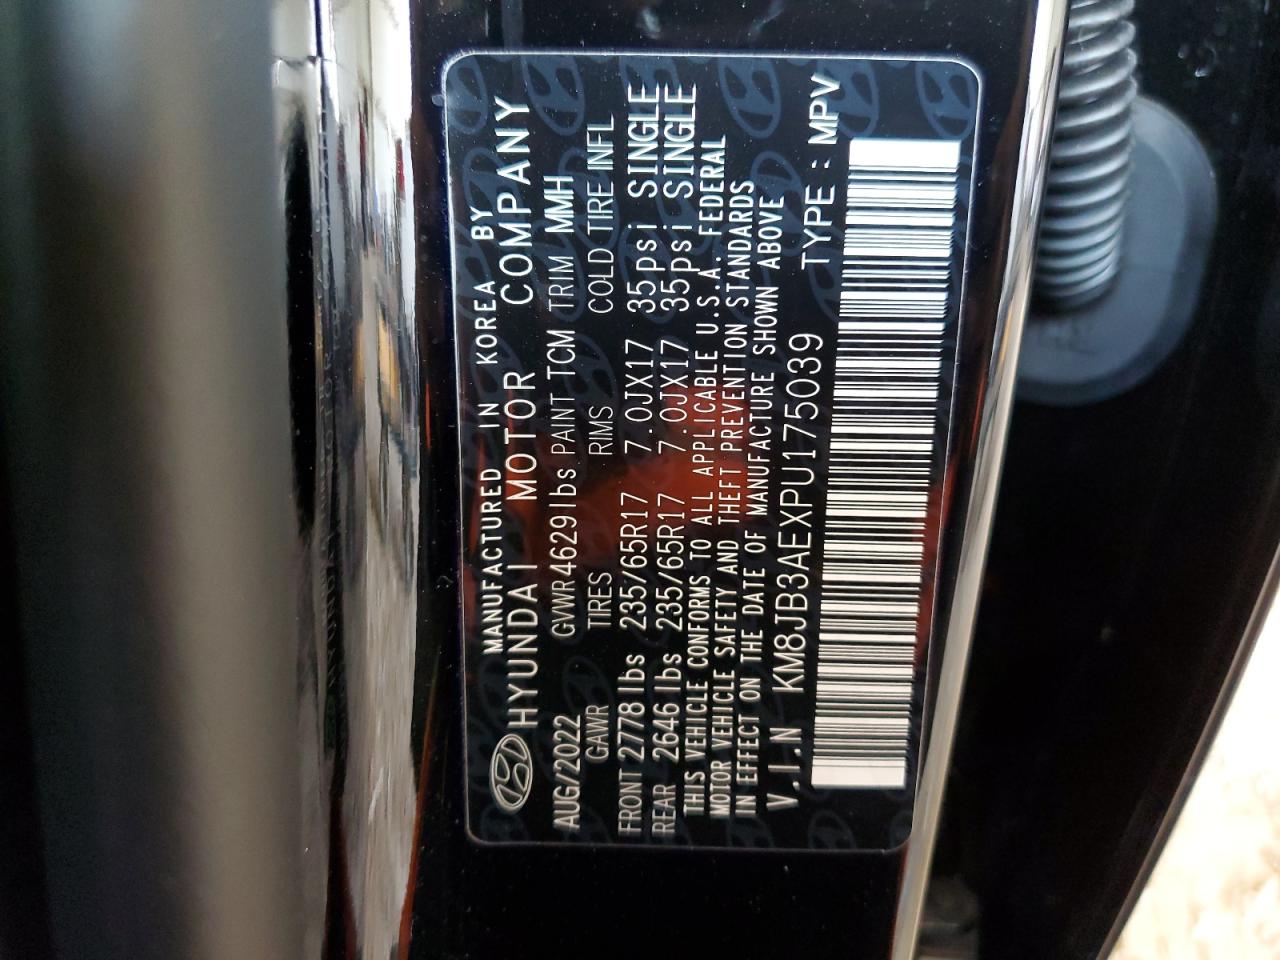 MANUFACTURED IN KOREA BY
HYUNDAI MOTOR COMPANY
AUG/2022 GVWR 4629 lbs PAINT TCM TRIM MMH
GAWR TIRES RIMS COLD TIRE INFL
FRONT 2778 lbs 235/65R17 7.0JX17 35psi SINGLE
REAR 2646 lbs 235/65R17 7.0JX17 35psi SINGLE
THIS VEHICLE CONFORMS TO ALL APPLICABLE U.S.A. FEDERAL
MOTOR VEHICLE SAFETY AND THEFT PREVENTION STANDARDS
IN EFFECT ON THE DATE OF MANUFACTURE SHOWN ABOVE
V.I.N KM8JB3AEXPU175039 TYPE : MPV